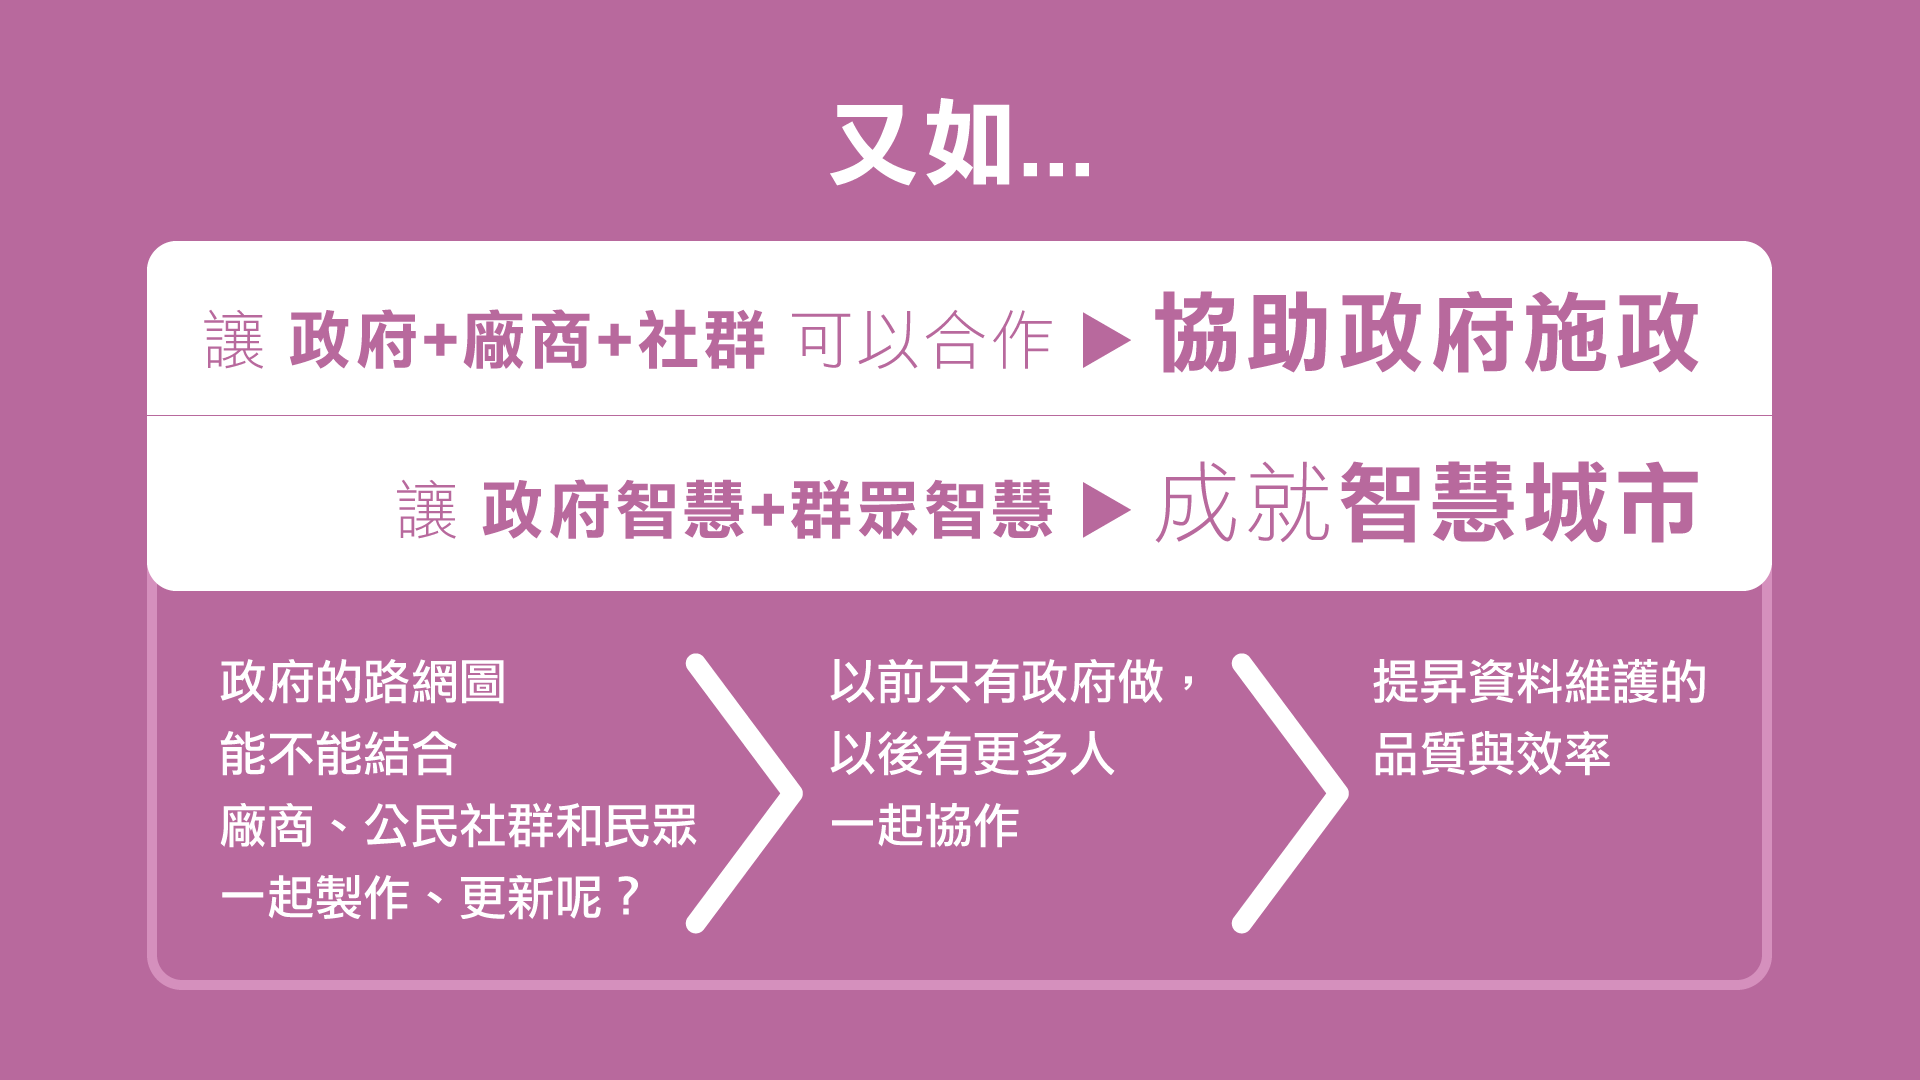 又如...
讓 政府+廠商+社群 可以合作 ▶ 協助政府施政
讓 政府智慧+群眾智慧 ▶ 成就智慧城市
政府的路網圖
能不能結合
廠商、公民社群和民眾
一起製作、更新呢？
以前只有政府做，
以後有更多人
一起協作
提昇資料維護的
品質與效率